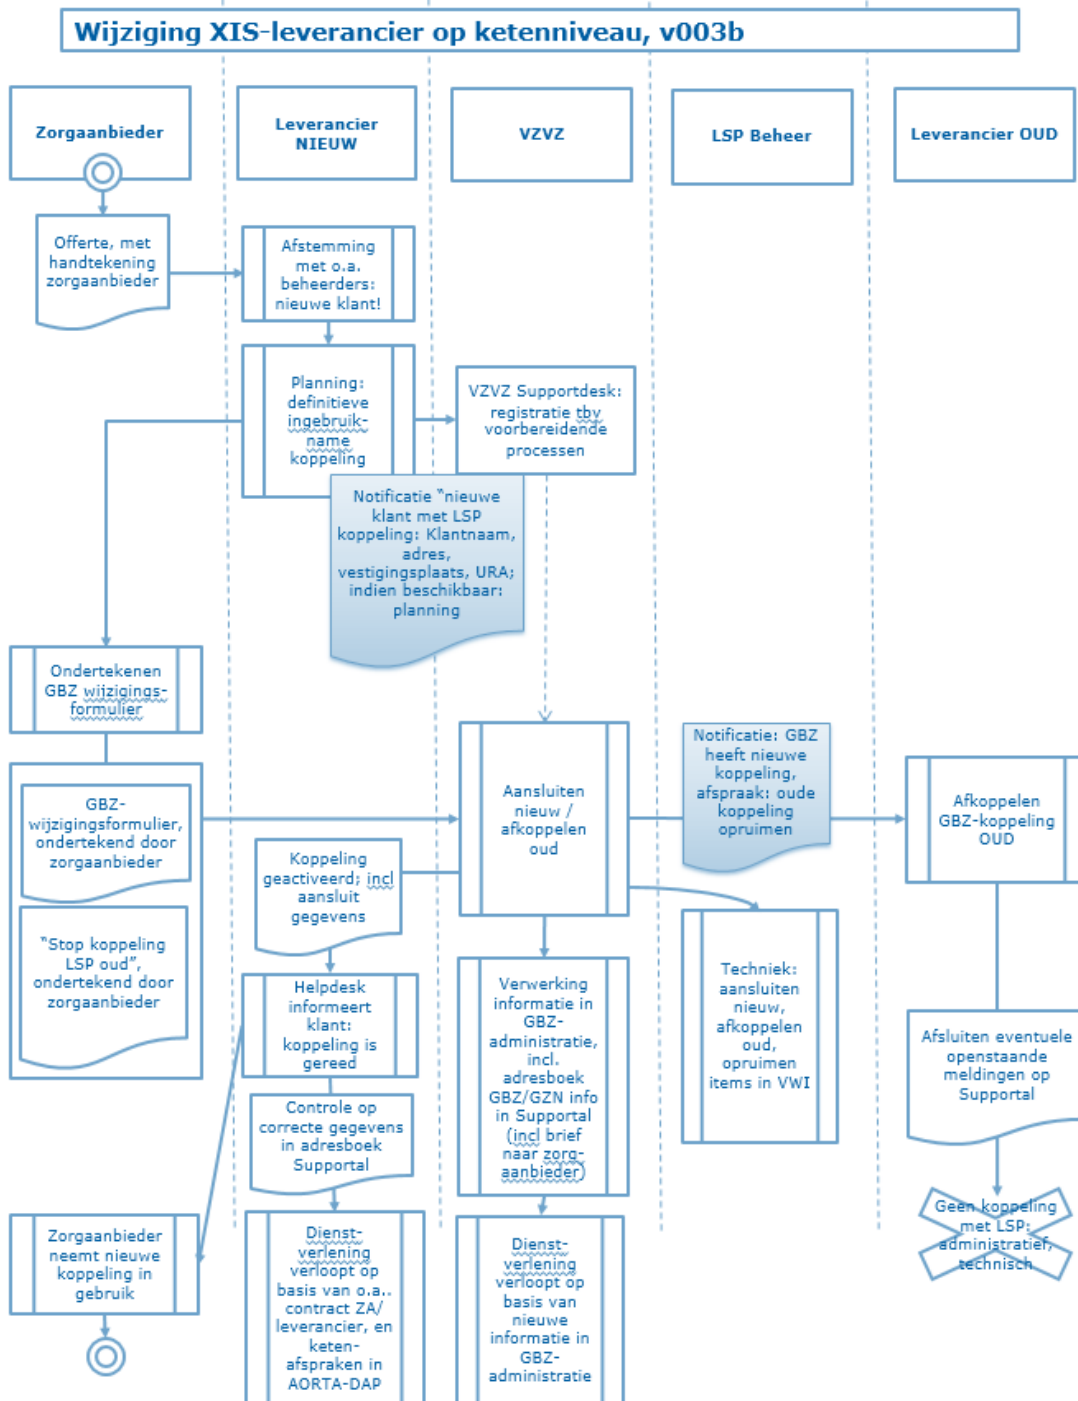 Wijziging XIS-leverancier op ketenniveau, v003b
Zorgaanbieder
Leverancier
NIEUW
VZVZ
LSP Beheer
Leverancier OUD
Offerte, met
handtekening
zorgaanbieder
Afstemming
met o.a.
beheerders:
nieuwe klant!
Planning:
definitieve
ingebruik-
name
koppeling
VZVZ Supportdesk:
registratie tbv
voorbereidende
processen
Notificatie “nieuwe
klant met LSP
koppeling: Klantnaam,
adres,
vestigingsplaats, URA;
indien beschikbaar:
planning
Ondertekenen
GBZ wijzigings-
formulier
GBZ-
wijzigingsformulier,
ondertekend door
zorgaanbieder
“Stop koppeling
LSP oud”,
ondertekend door
zorgaanbieder
Aansluiten
nieuw /
afkoppelen
oud
Notificatie: GBZ
heeft nieuwe
koppeling,
afspraak: oude
koppeling
opruimen
Afkoppelen
GBZ-koppeling
OUD
Koppeling
geactiveerd; incl
aansluit
gegevens
Helpdesk
informeert
klant:
koppeling is
gereed
Controle op
correcte gegevens
in adresboek
Supportal
Verwerking
informatie in
GBZ-
administratie,
incl.
adresboek
GBZ/GZN info
in Supportal
(incl brief
naar zorg-
aanbieder)
Techniek:
aansluiten
nieuw,
afkoppelen
oud,
opruimen
items in VWI
Afsluiten eventuele
openstaande
meldingen op
Supportal
Geen koppeling
met LSP:
administratief,
technisch
Zorgaanbieder
neemt nieuwe
koppeling in
gebruik
Dienst-
verlening
verloopt op
basis van o.a..
contract ZA/
leverancier, en
keten-
afspraken in
AORTA-DAP
Dienst-
verlening
verloopt op
basis van
nieuwe
informatie in
GBZ-
administratie